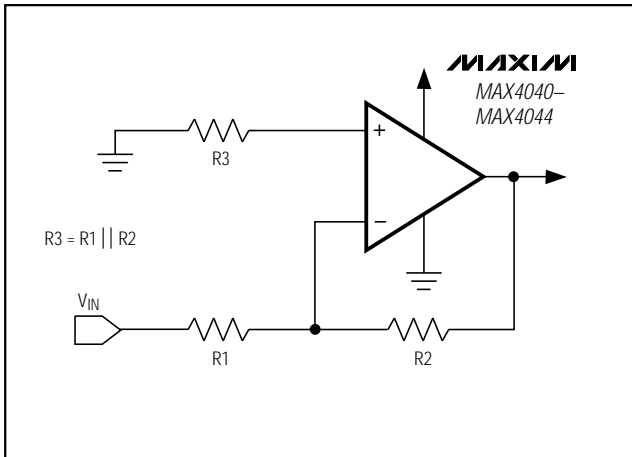 MAXIM
MAX4040–
MAX4044
+
R3
−
R3 = R1 || R2
VIN
R1
R2